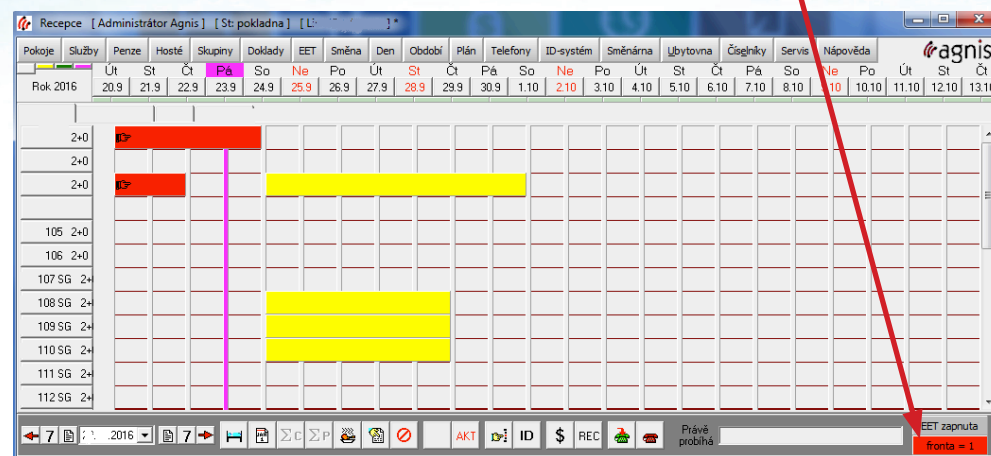 Recepce [ Administrátor Agnis ] [ St: pokladna ] [ ] *
Pokoje Služby Penze Hosté Skupiny Doklady EET Směna Den Období Plán Telefony ID-systém Směnárna Ubytovna Číselníky Servis Nápověda agnis
Út St Čt Pá So Ne Po Út St Čt Pá So Ne Po Út St Čt Pá So Ne Po Út St Čt
Rok 2016 20.9 21.9 22.9 23.9 24.9 25.9 26.9 27.9 28.9 29.9 30.9 1.10 2.10 3.10 4.10 5.10 6.10 7.10 8.10 9.10 10.10 11.10 12.10 13.10
2+0
2+0
2+0
105 2+0
106 2+0
107 SG 2+
108 SG 2+
109 SG 2+
110 SG 2+
111 SG 2+
112 SG 2+
7 .2016 7 Σc ΣP AKT ID $ REC Právě probíhá EET zapnuta
fronta = 1